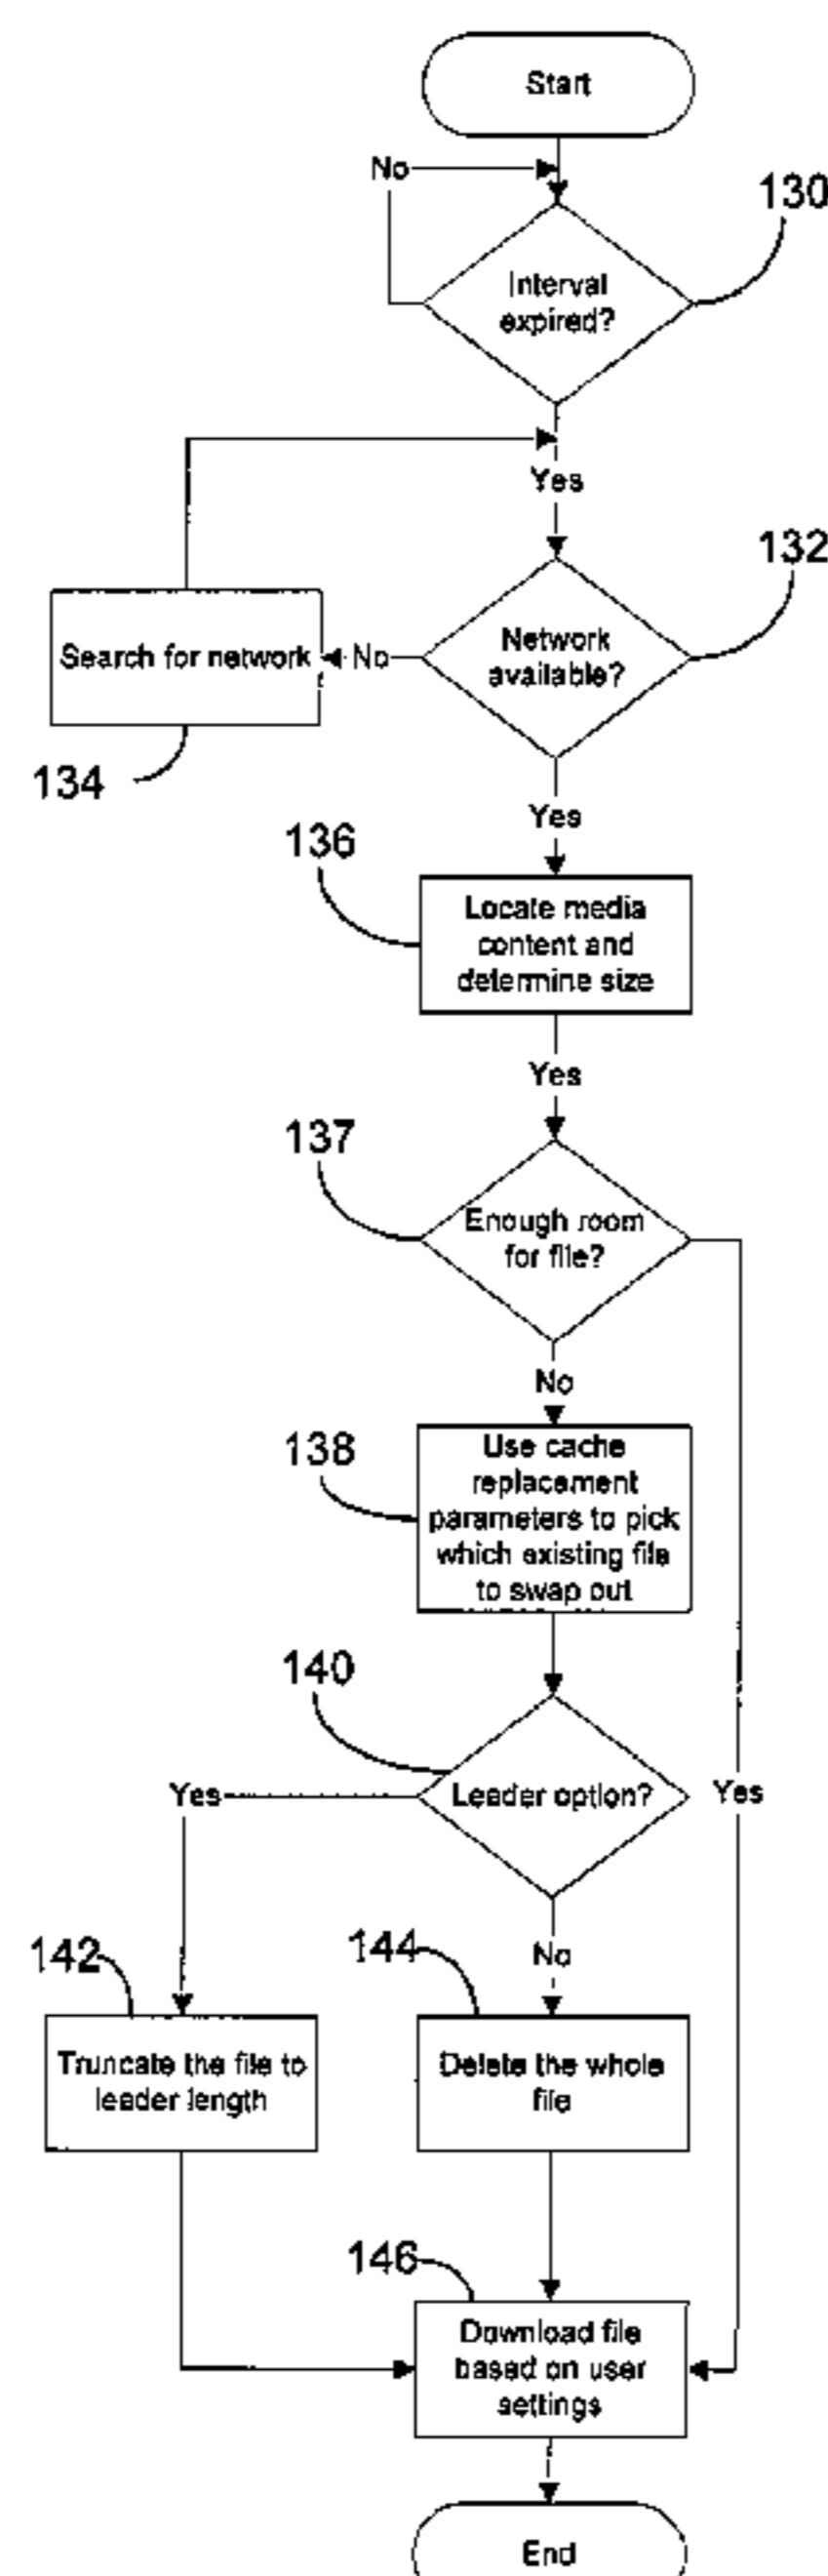 Start
No
130
Interval
expired?
Yes
132
Network
available?
No
Search for network
134
Yes
136
Locate media
content and
determine size
Yes
137
Enough room
for file?
No
138
Use cache
replacement
parameters to pick
which existing file
to swap out
140
Leader option?
Yes
Yes
No
142
144
Truncate the file to
leader length
Delete the whole
file
146
Download file
based on user
settings
End